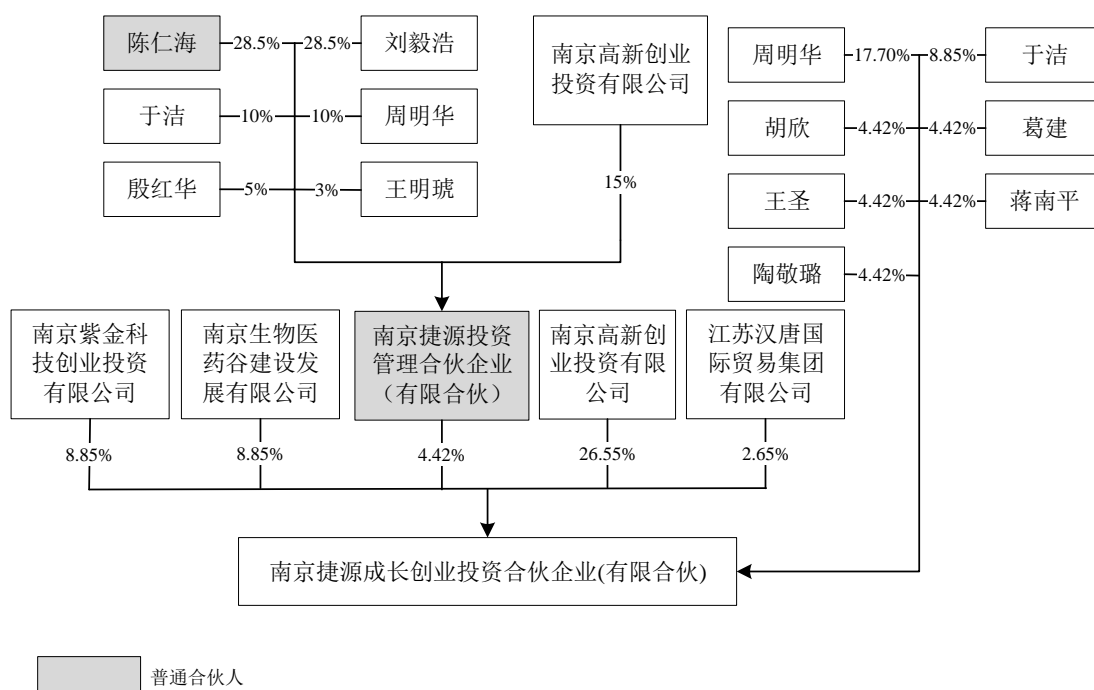 陈仁海
28.5%
28.5%
刘毅浩
于洁
10%
10%
周明华
殷红华
5%
3%
王明琥
南京高新创业
投资有限公司
15%
周明华
17.70%
8.85%
于洁
胡欣
4.42%
4.42%
葛建
王圣
4.42%
4.42%
蒋南平
陶敬璐
4.42%
南京紫金科
技创业投资
有限公司
南京生物医
药谷建设发
展有限公司
南京捷源投资
管理合伙企业
（有限合伙）
南京高新创
业投资有限
公司
江苏汉唐国
际贸易集团
有限公司
8.85%
8.85%
4.42%
26.55%
2.65%
南京捷源成长创业投资合伙企业(有限合伙)
普通合伙人